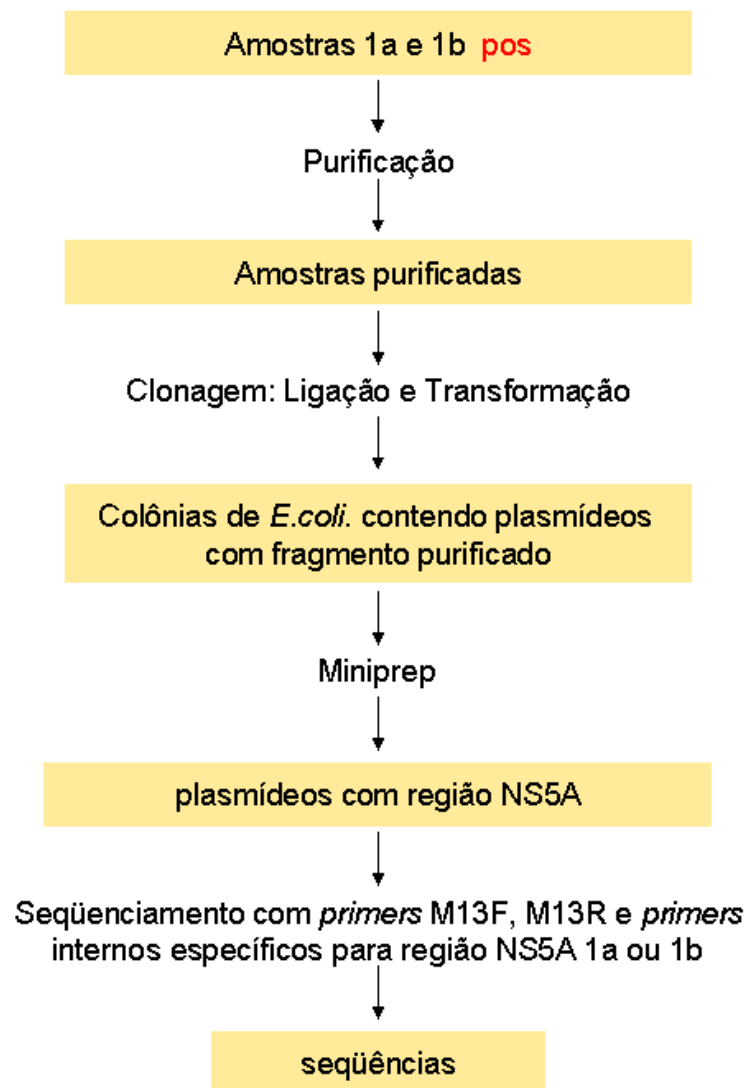 Amostras 1a e 1b pos
Purificação
Amostras purificadas
Clonagem: Ligação e Transformação
Colônias de E.coli. contendo plasmídeos
com fragmento purificado
Miniprep
plasmídeos com região NS5A
Seqüenciamento com primers M13F, M13R e primers
internos específicos para região NS5A 1a ou 1b
seqüências